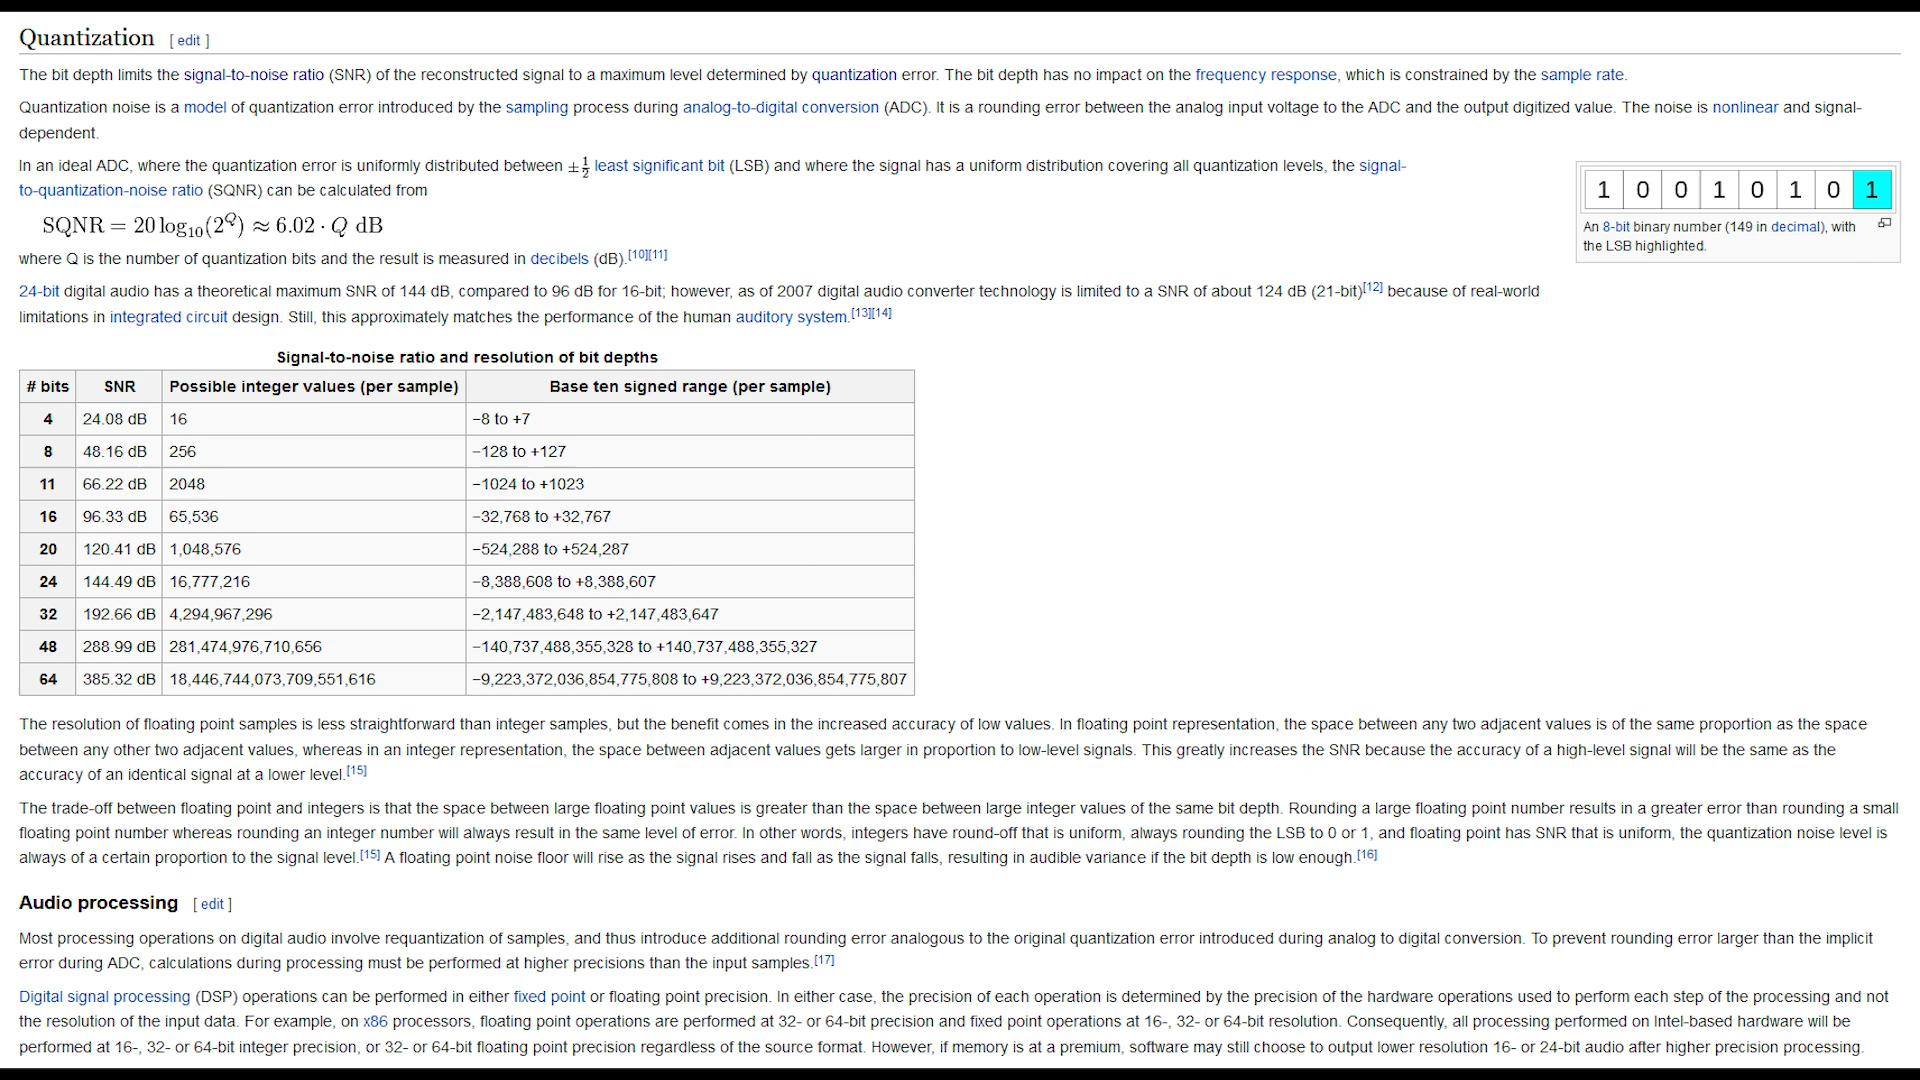 Quantization [ edit ]
The bit depth limits the signal-to-noise ratio (SNR) of the reconstructed signal to a maximum level determined by quantization error. The bit depth has no impact on the frequency response, which is constrained by the sample rate.
Quantization noise is a model of quantization error introduced by the sampling process during analog-to-digital conversion (ADC). It is a rounding error between the analog input voltage to the ADC and the output digitized value. The noise is nonlinear and signal-
dependent.
In an ideal ADC, where the quantization error is uniformly distributed between ±1/2 least significant bit (LSB) and where the signal has a uniform distribution covering all quantization levels, the signal-
to-quantization-noise ratio (SQNR) can be calculated from
SQNR = 20 log₁₀(2^Q) ≈ 6.02 · Q dB
where Q is the number of quantization bits and the result is measured in decibels (dB).[10][11]
1 0 0 1 0 1 0 1
An 8-bit binary number (149 in decimal), with
the LSB highlighted.
24-bit digital audio has a theoretical maximum SNR of 144 dB, compared to 96 dB for 16-bit; however, as of 2007 digital audio converter technology is limited to a SNR of about 124 dB (21-bit)[12] because of real-world
limitations in integrated circuit design. Still, this approximately matches the performance of the human auditory system.[13][14]
Signal-to-noise ratio and resolution of bit depths
# bits SNR Possible integer values (per sample) Base ten signed range (per sample)
4 24.08 dB 16 −8 to +7
8 48.16 dB 256 −128 to +127
11 66.22 dB 2048 −1024 to +1023
16 96.33 dB 65,536 −32,768 to +32,767
20 120.41 dB 1,048,576 −524,288 to +524,287
24 144.49 dB 16,777,216 −8,388,608 to +8,388,607
32 192.66 dB 4,294,967,296 −2,147,483,648 to +2,147,483,647
48 288.99 dB 281,474,976,710,656 −140,737,488,355,328 to +140,737,488,355,327
64 385.32 dB 18,446,744,073,709,551,616 −9,223,372,036,854,775,808 to +9,223,372,036,854,775,807
The resolution of floating point samples is less straightforward than integer samples, but the benefit comes in the increased accuracy of low values. In floating point representation, the space between any two adjacent values is of the same proportion as the space
between any other two adjacent values, whereas in an integer representation, the space between adjacent values gets larger in proportion to low-level signals. This greatly increases the SNR because the accuracy of a high-level signal will be the same as the
accuracy of an identical signal at a lower level.[15]
The trade-off between floating point and integers is that the space between large floating point values is greater than the space between large integer values of the same bit depth. Rounding a large floating point number results in a greater error than rounding a small
floating point number whereas rounding an integer number will always result in the same level of error. In other words, integers have round-off that is uniform, always rounding the LSB to 0 or 1, and floating point has SNR that is uniform, the quantization noise level is
always of a certain proportion to the signal level.[15] A floating point noise floor will rise as the signal rises and fall as the signal falls, resulting in audible variance if the bit depth is low enough.[16]
Audio processing [ edit ]
Most processing operations on digital audio involve requantization of samples, and thus introduce additional rounding error analogous to the original quantization error introduced during analog to digital conversion. To prevent rounding error larger than the implicit
error during ADC, calculations during processing must be performed at higher precisions than the input samples.[17]
Digital signal processing (DSP) operations can be performed in either fixed point or floating point precision. In either case, the precision of each operation is determined by the precision of the hardware operations used to perform each step of the processing and not
the resolution of the input data. For example, on x86 processors, floating point operations are performed at 32- or 64-bit precision and fixed point operations at 16-, 32- or 64-bit resolution. Consequently, all processing performed on Intel-based hardware will be
performed at 16-, 32- or 64-bit integer precision, or 32- or 64-bit floating point precision regardless of the source format. However, if memory is at a premium, software may still choose to output lower resolution 16- or 24-bit audio after higher precision processing.